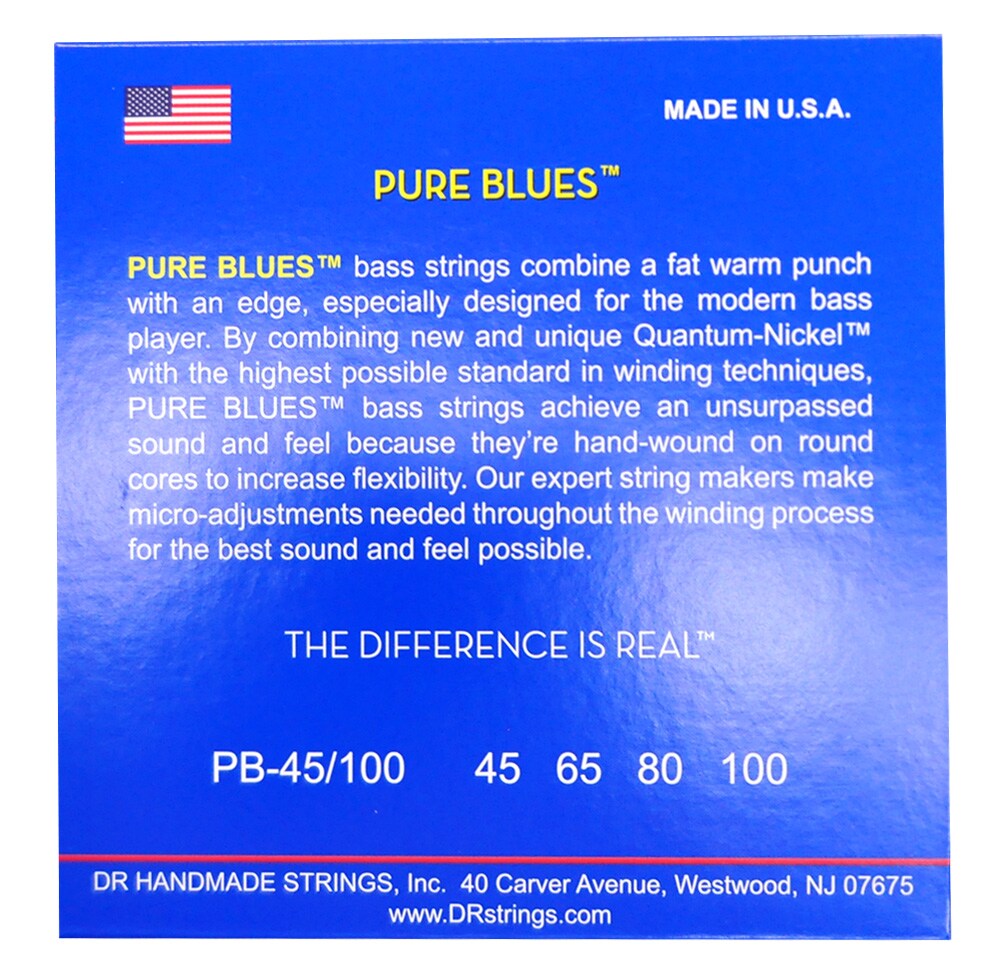 MADE IN U.S.A.
PURE BLUES™
PURE BLUES™ bass strings combine a fat warm punch
with an edge, especially designed for the modern bass
player. By combining new and unique Quantum-Nickel™
with the highest possible standard in winding techniques,
PURE BLUES™ bass strings achieve an unsurpassed
sound and feel because they’re hand-wound on round
cores to increase flexibility. Our expert string makers make
micro-adjustments needed throughout the winding process
for the best sound and feel possible.
THE DIFFERENCE IS REAL™
PB-45/100 45 65 80 100
DR HANDMADE STRINGS, Inc. 40 Carver Avenue, Westwood, NJ 07675
www.DRstrings.com